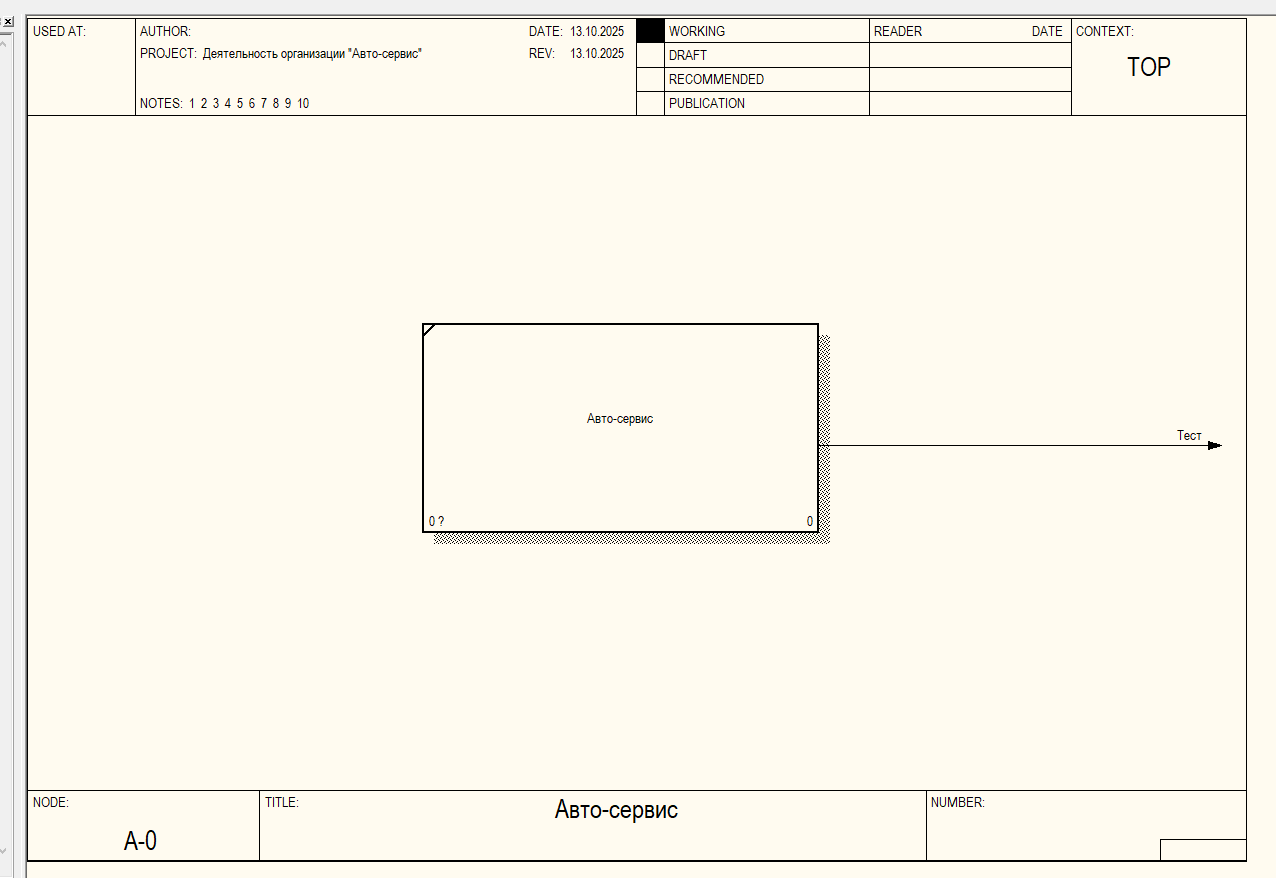 USED AT:
AUTHOR:
DATE: 13.10.2025
PROJECT: Деятельность организации "Авто-сервис"
REV: 13.10.2025
NOTES: 1 2 3 4 5 6 7 8 9 10
WORKING
DRAFT
RECOMMENDED
PUBLICATION
READER DATE
CONTEXT:
TOP
Авто-сервис
0 ?
0
Тест
NODE:
A-0
TITLE:
Авто-сервис
NUMBER: